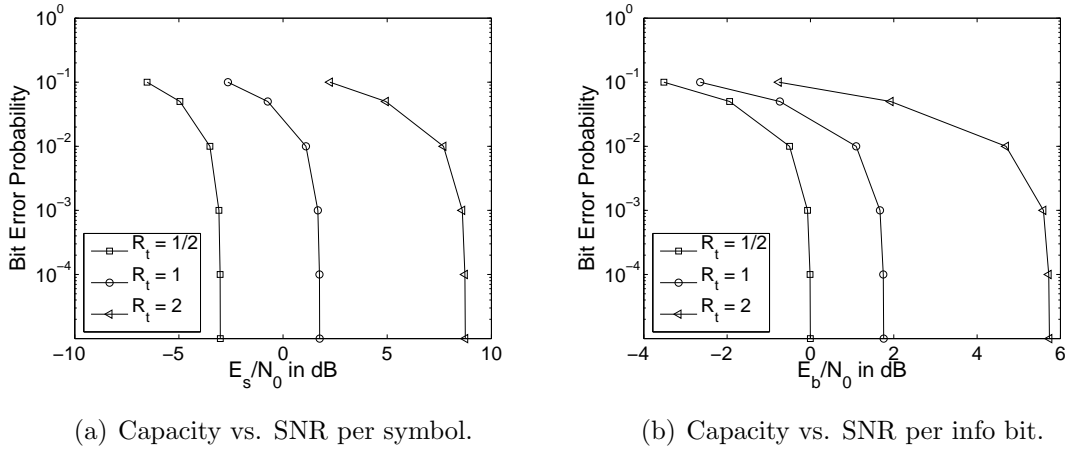 10^0
10^-1
10^-2
10^-3
10^-4
Bit Error Probability
R_t = 1/2
R_t = 1
R_t = 2
−10 −5 0 5 10
E_s/N_0 in dB
(a) Capacity vs. SNR per symbol.
10^0
10^-1
10^-2
10^-3
10^-4
Bit Error Probability
R_t = 1/2
R_t = 1
R_t = 2
−4 −2 0 2 4 6
E_b/N_0 in dB
(b) Capacity vs. SNR per info bit.